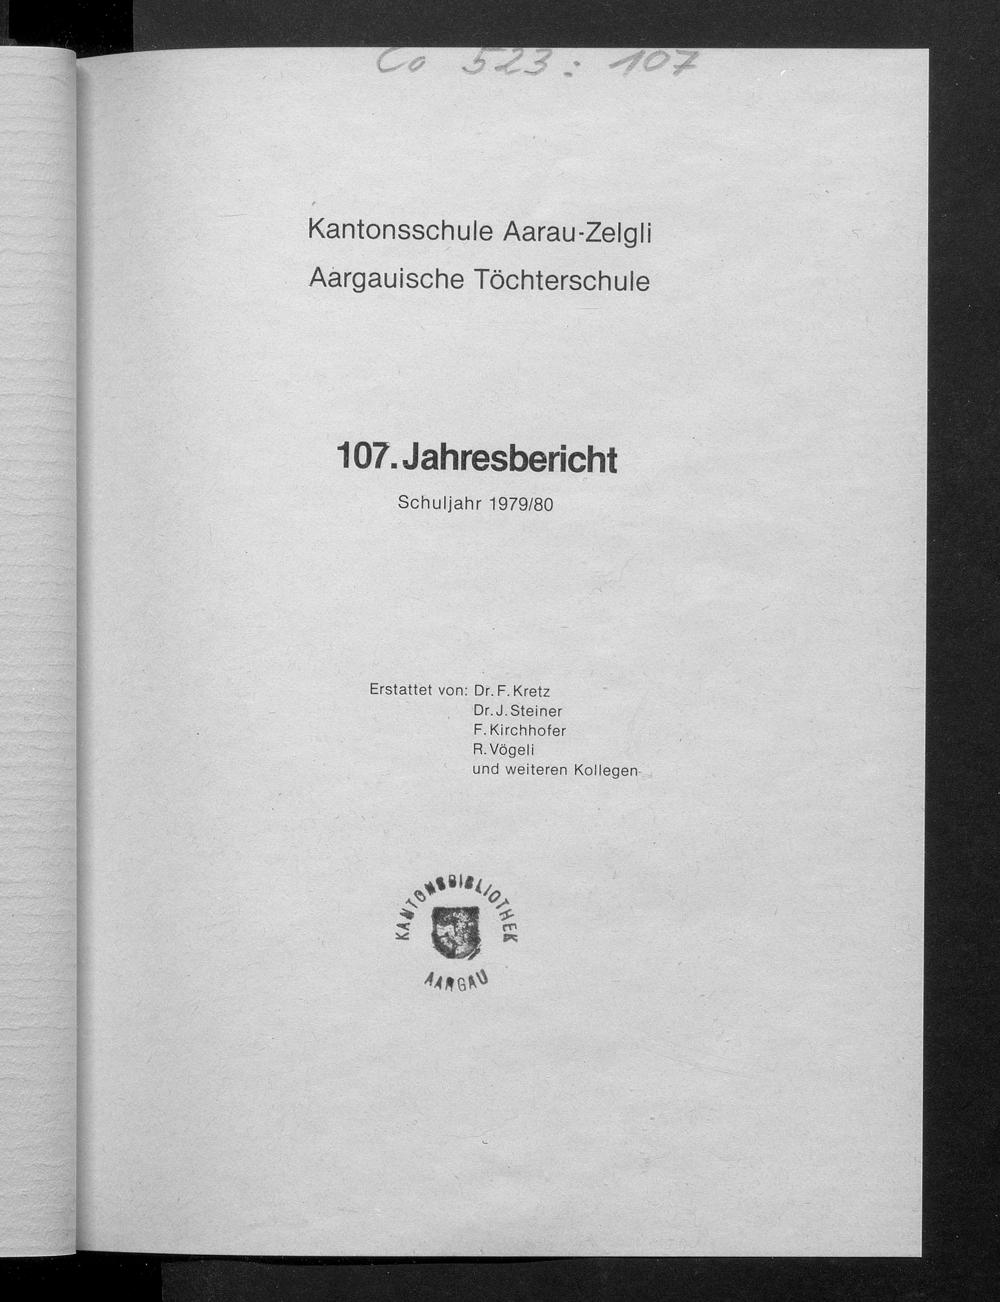 Co 523 : 107
Kantonsschule Aarau-Zelgli
Aargauische Töchterschule
107. Jahresbericht
Schuljahr 1979/80
Erstattet von: Dr. F. Kretz
Dr. J. Steiner
F. Kirchhofer
R. Vögeli
und weiteren Kollegen
KANTONSBIBLIOTHEK
AARGAU